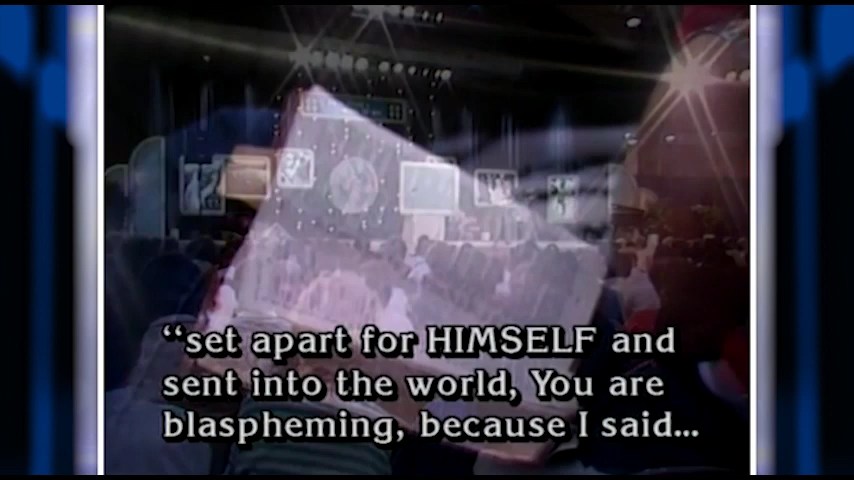 “set apart for HIMSELF and
sent into the world, You are
blaspheming, because I said...